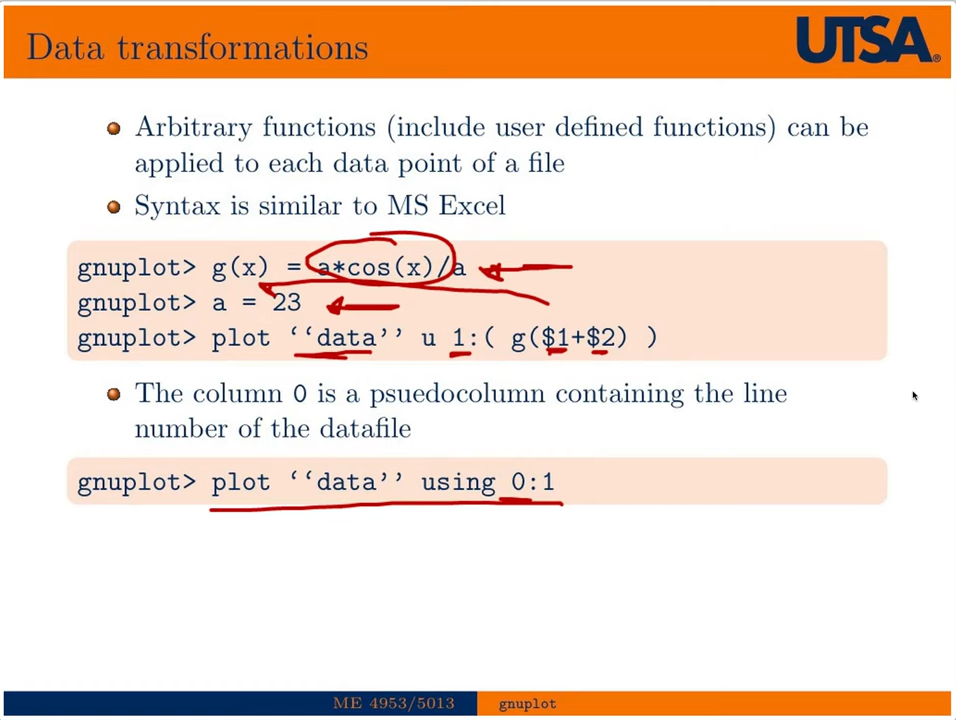 Data transformations
UTSA®
Arbitrary functions (include user defined functions) can be
applied to each data point of a file
Syntax is similar to MS Excel
gnuplot> g(x) = a*cos(x)/a
gnuplot> a = 23
gnuplot> plot ‘‘data’’ u 1:( g($1+$2) )
The column 0 is a psuedocolumn containing the line
number of the datafile
gnuplot> plot ‘‘data’’ using 0:1
ME 4953/5013
gnuplot